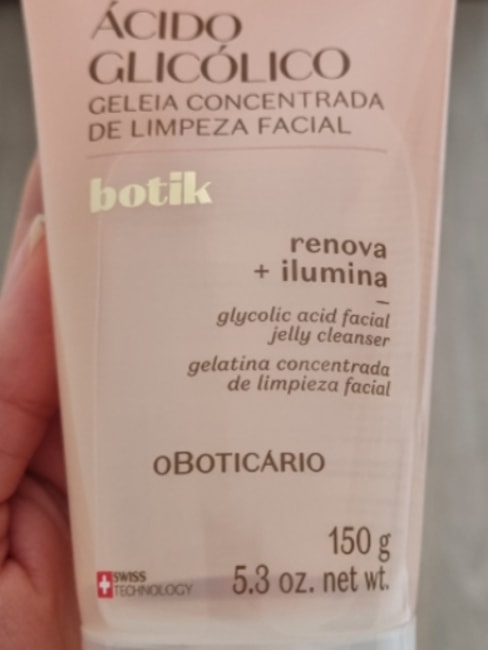 ÁCIDO
GLICÓLICO
GELEIA CONCENTRADA
DE LIMPEZA FACIAL
botik
renova
+ ilumina
glycolic acid facial
jelly cleanser
gelatina concentrada
de limpieza facial
oBOTICÁRIO
150 g
SWISS
TECHNOLOGY
5.3 oz. net wt.